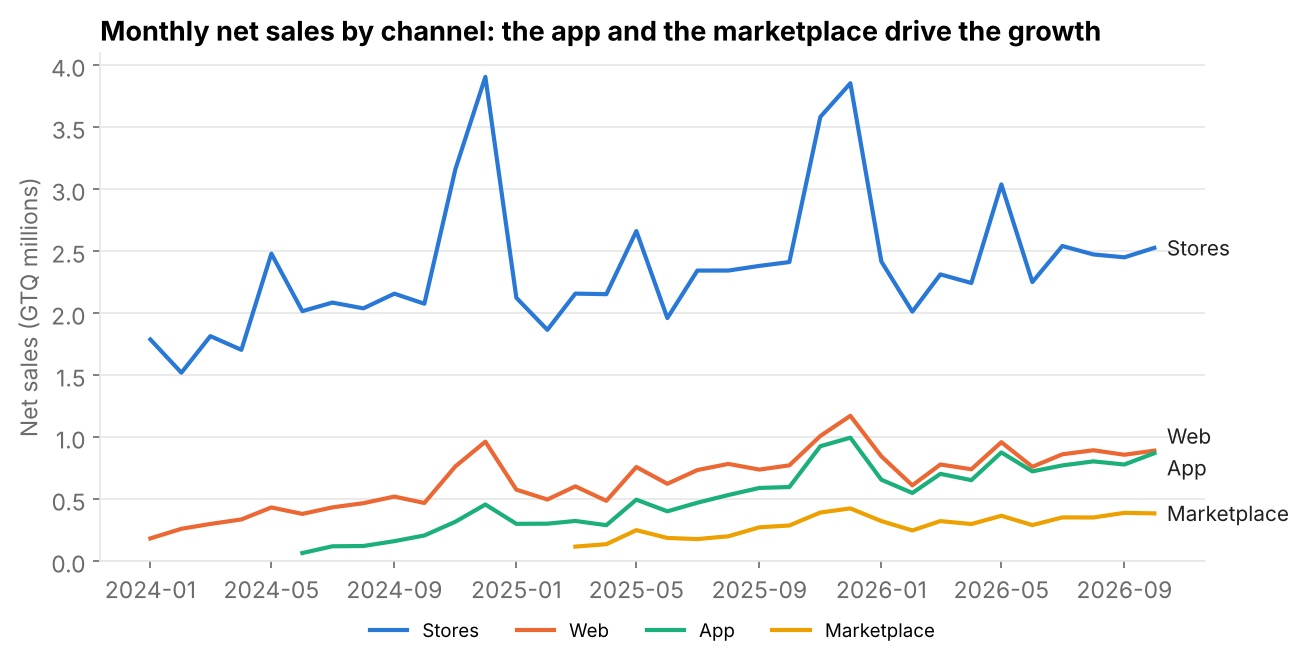 Monthly net sales by channel: the app and the marketplace drive the growth
Net sales (GTQ millions)
4.0
3.5
3.0
2.5
2.0
1.5
1.0
0.5
0.0
Stores
Web
App
Marketplace
2024-01 2024-05 2024-09 2025-01 2025-05 2025-09 2026-01 2026-05 2026-09
Stores Web App Marketplace